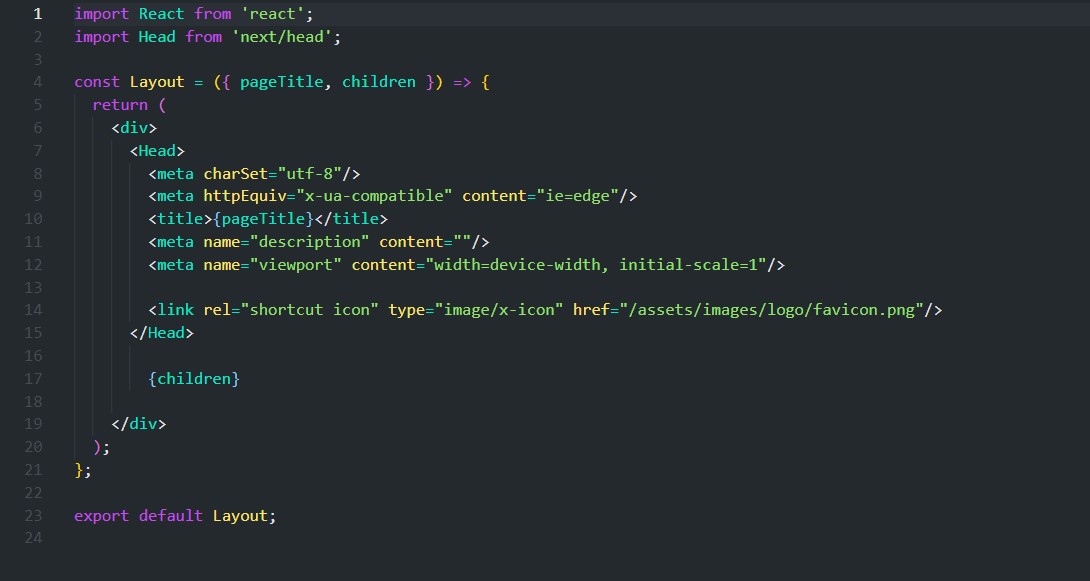 1 import React from 'react';
2 import Head from 'next/head';
3
4 const Layout = ({ pageTitle, children }) => {
5   return (
6     <div>
7       <Head>
8         <meta charSet="utf-8"/>
9         <meta httpEquiv="x-ua-compatible" content="ie=edge"/>
10         <title>{pageTitle}</title>
11         <meta name="description" content=""/>
12         <meta name="viewport" content="width=device-width, initial-scale=1"/>
13
14         <link rel="shortcut icon" type="image/x-icon" href="/assets/images/logo/favicon.png"/>
15       </Head>
16
17         {children}
18
19     </div>
20   );
21 };
22
23 export default Layout;
24